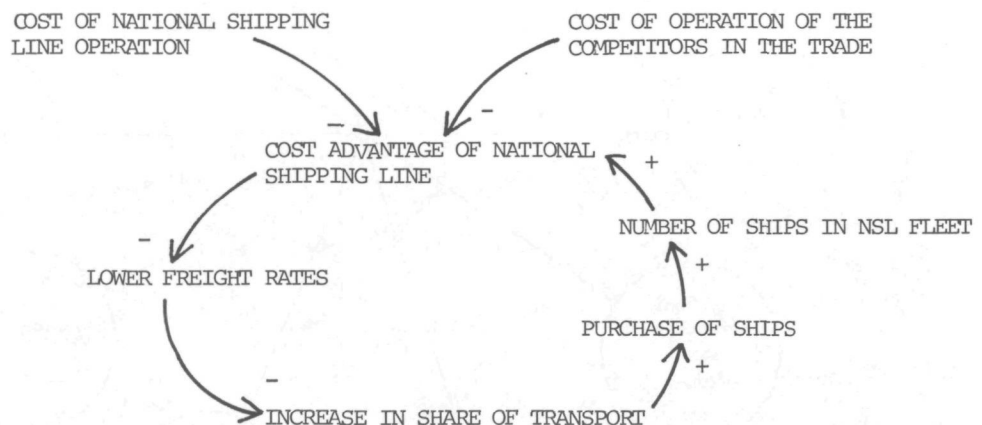 COST OF NATIONAL SHIPPING
LINE OPERATION
COST OF OPERATION OF THE
COMPETITORS IN THE TRADE
-
-
COST ADVANTAGE OF NATIONAL
SHIPPING LINE
+
-
NUMBER OF SHIPS IN NSL FLEET
LOWER FREIGHT RATES
+
PURCHASE OF SHIPS
+
-
INCREASE IN SHARE OF TRANSPORT